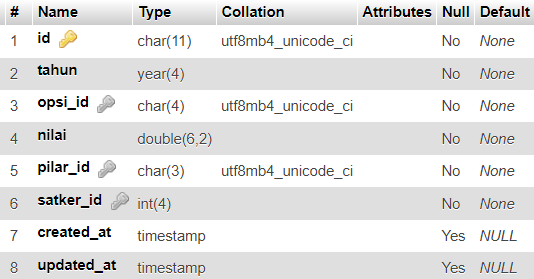 # Name Type Collation Attributes Null Default
1 id char(11) utf8mb4_unicode_ci No None
2 tahun year(4) No None
3 opsi_id char(4) utf8mb4_unicode_ci No None
4 nilai double(6,2) No None
5 pilar_id char(3) utf8mb4_unicode_ci No None
6 satker_id int(4) No None
7 created_at timestamp Yes NULL
8 updated_at timestamp Yes NULL